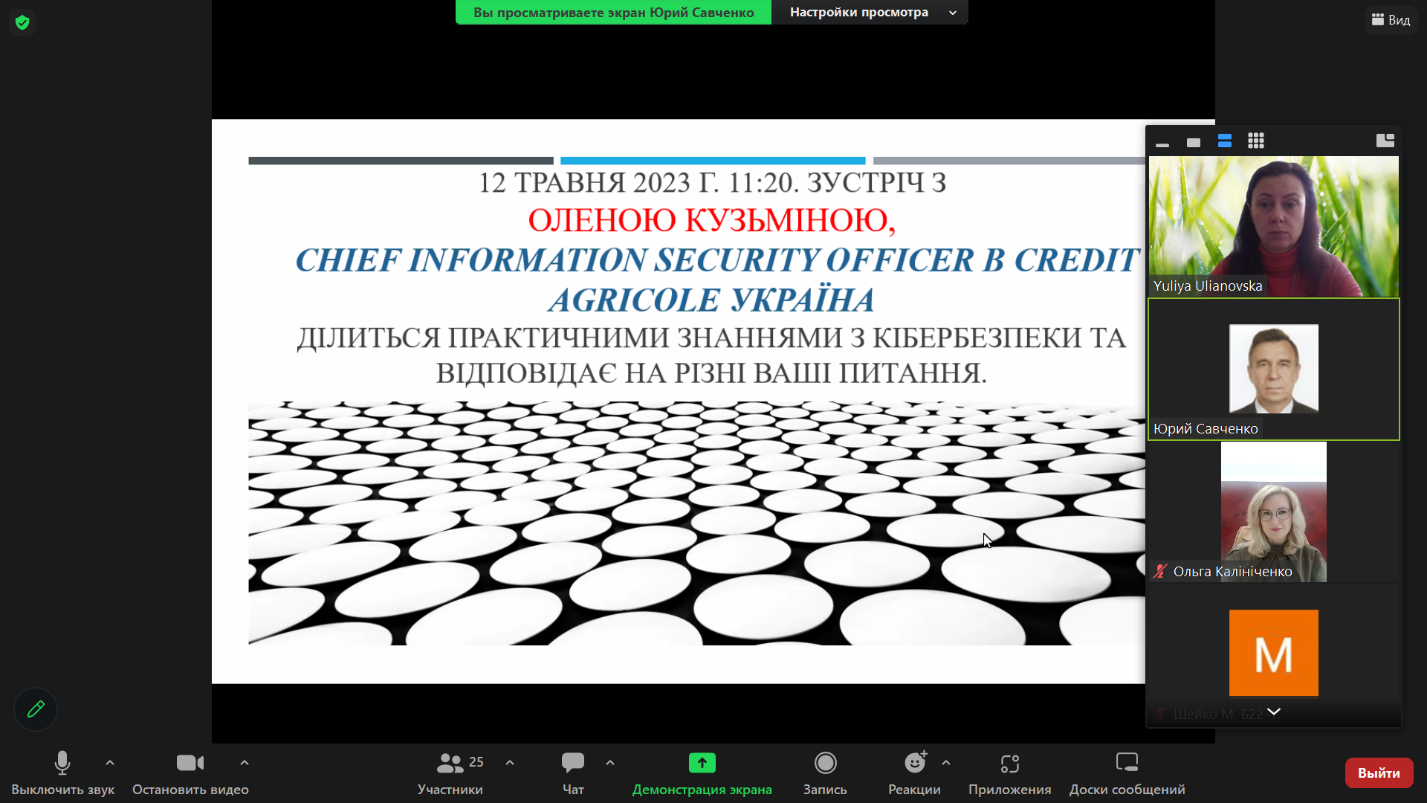 Вы просматриваете экран Юрий Савченко
Настройки просмотра
Вид
12 ТРАВНЯ 2023 Г. 11:20. ЗУСТРІЧ З
ОЛЕНОЮ КУЗЬМІНОЮ,
CHIEF INFORMATION SECURITY OFFICER В CREDIT
AGRICOLE УКРАЇНА
ДІЛИТЬСЯ ПРАКТИЧНИМИ ЗНАННЯМИ З КІБЕРБЕЗПЕКИ ТА
ВІДПОВІДАЄ НА РІЗНІ ВАШІ ПИТАННЯ.
Yuliya Ulianovska
Юрий Савченко
Ольга Калініченко
М
Шейко М. Б22-
Выключить звук
Остановить видео
25
Участники
Чат
Демонстрация экрана
Запись
Реакции
Приложения
Доски сообщений
Выйти